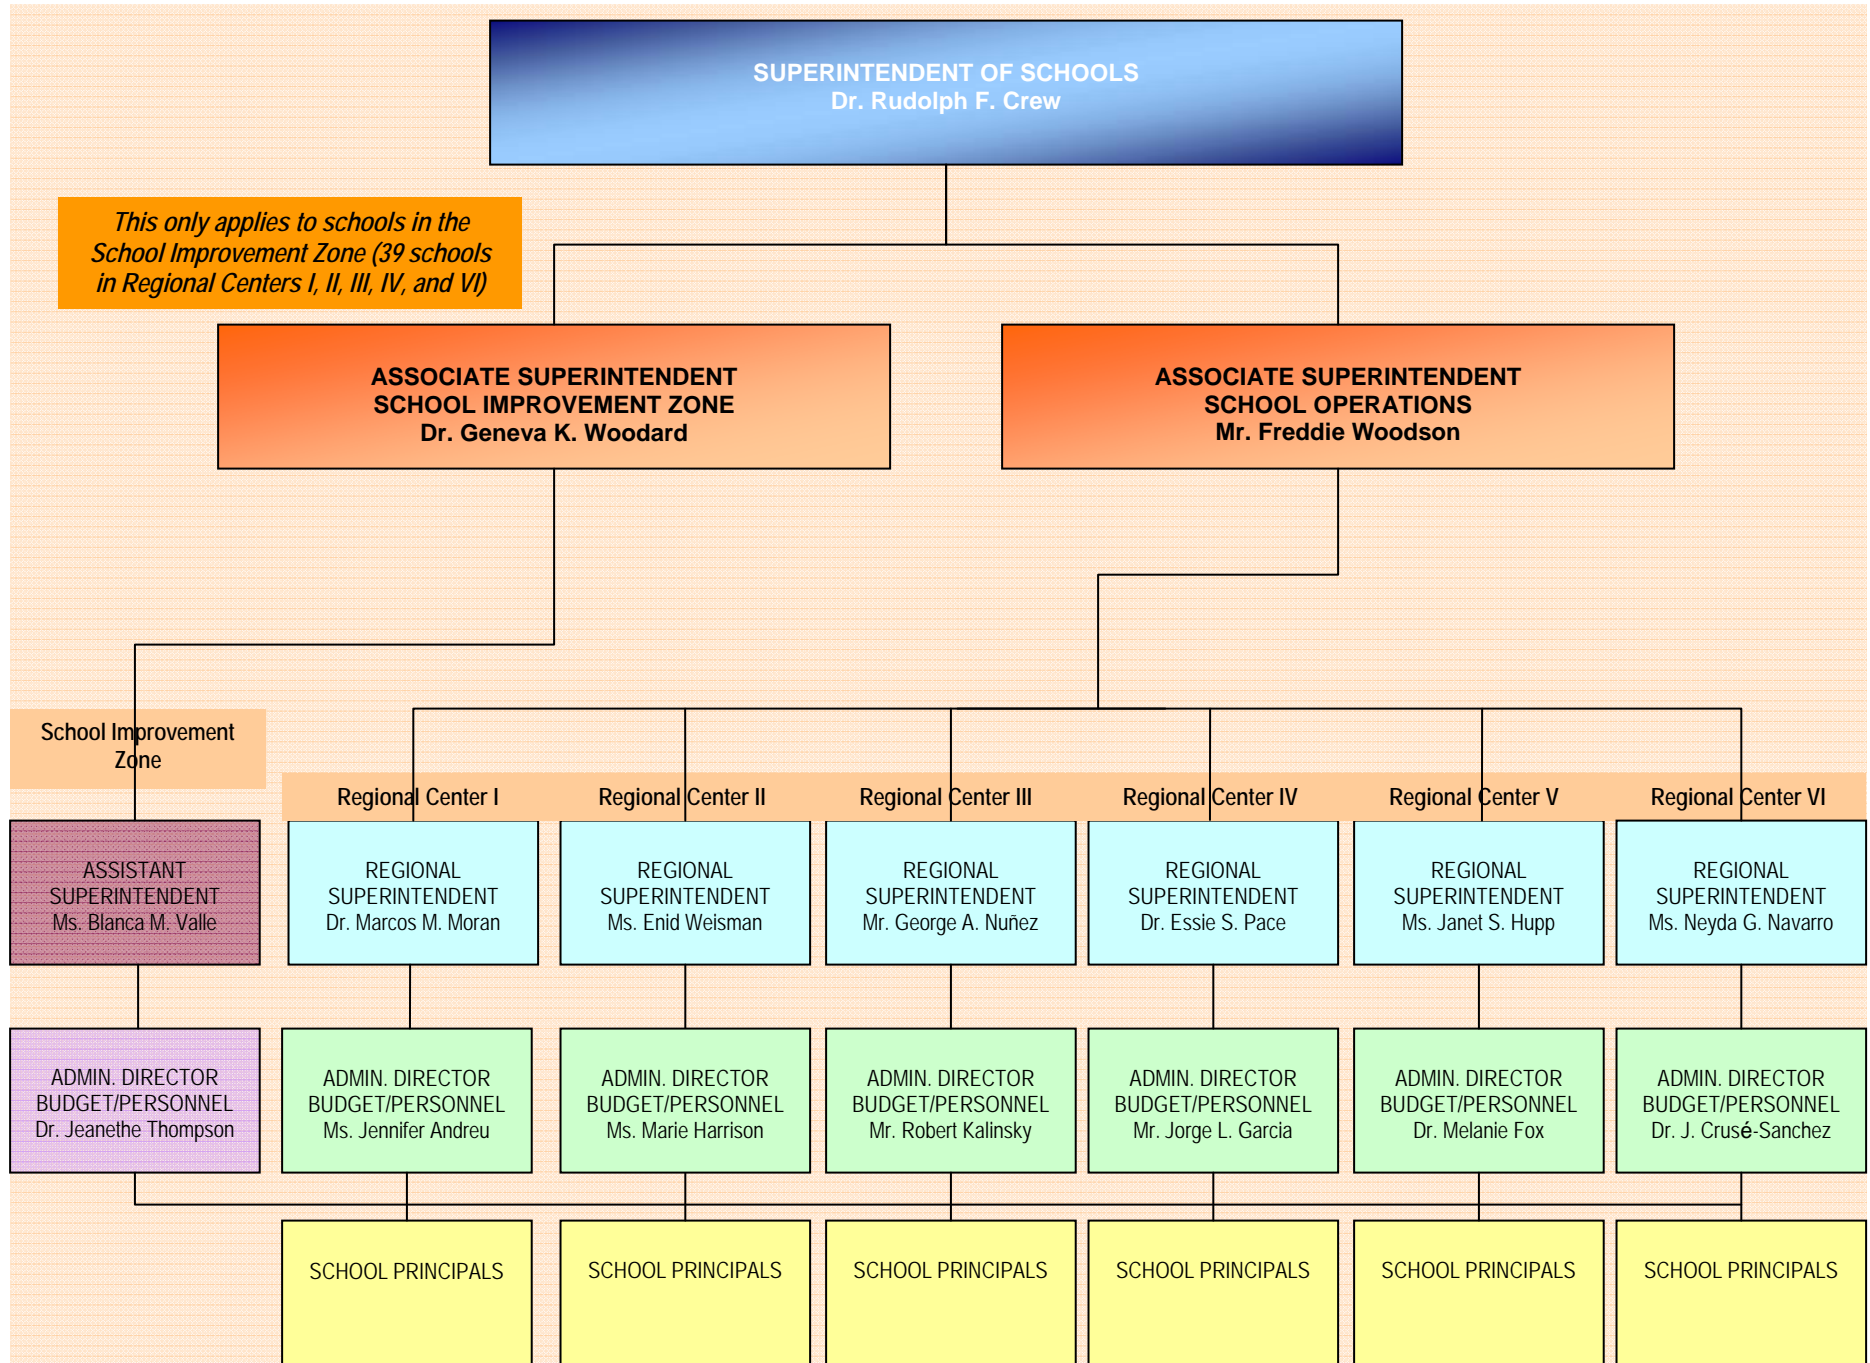 SUPERINTENDENT OF SCHOOLS
Dr. Rudolph F. Crew
This only applies to schools in the
School Improvement Zone (39 schools
in Regional Centers I, II, III, IV, and VI)
ASSOCIATE SUPERINTENDENT
SCHOOL IMPROVEMENT ZONE
Dr. Geneva K. Woodard
ASSOCIATE SUPERINTENDENT
SCHOOL OPERATIONS
Mr. Freddie Woodson
School Improvement
Zone
Regional Center I
Regional Center II
Regional Center III
Regional Center IV
Regional Center V
Regional Center VI
ASSISTANT
SUPERINTENDENT
Ms. Blanca M. Valle
REGIONAL
SUPERINTENDENT
Dr. Marcos M. Moran
REGIONAL
SUPERINTENDENT
Ms. Enid Weisman
REGIONAL
SUPERINTENDENT
Mr. George A. Nuñez
REGIONAL
SUPERINTENDENT
Dr. Essie S. Pace
REGIONAL
SUPERINTENDENT
Ms. Janet S. Hupp
REGIONAL
SUPERINTENDENT
Ms. Neyda G. Navarro
ADMIN. DIRECTOR
BUDGET/PERSONNEL
Dr. Jeanethe Thompson
ADMIN. DIRECTOR
BUDGET/PERSONNEL
Ms. Jennifer Andreu
ADMIN. DIRECTOR
BUDGET/PERSONNEL
Ms. Marie Harrison
ADMIN. DIRECTOR
BUDGET/PERSONNEL
Mr. Robert Kalinsky
ADMIN. DIRECTOR
BUDGET/PERSONNEL
Mr. Jorge L. Garcia
ADMIN. DIRECTOR
BUDGET/PERSONNEL
Dr. Melanie Fox
ADMIN. DIRECTOR
BUDGET/PERSONNEL
Dr. J. Crusé-Sanchez
SCHOOL PRINCIPALS
SCHOOL PRINCIPALS
SCHOOL PRINCIPALS
SCHOOL PRINCIPALS
SCHOOL PRINCIPALS
SCHOOL PRINCIPALS